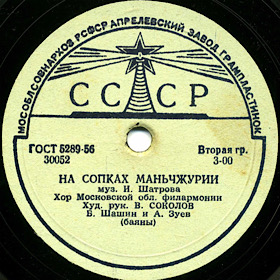 МОСОБЛСОВНАРХОЗ РСФСР АПРЕЛЕВСКИЙ ЗАВОД ГРАМПЛАСТИНОК
СССР
ГОСТ 5289-56 Вторая гр.
30052 3-00
НА СОПКАХ МАНЬЧЖУРИИ
муз. И. Шатрова
Хор Московской обл. филармонии
Худ. рук. В. СОКОЛОВ
Б. Шашин и А. Зуев
(баяны)